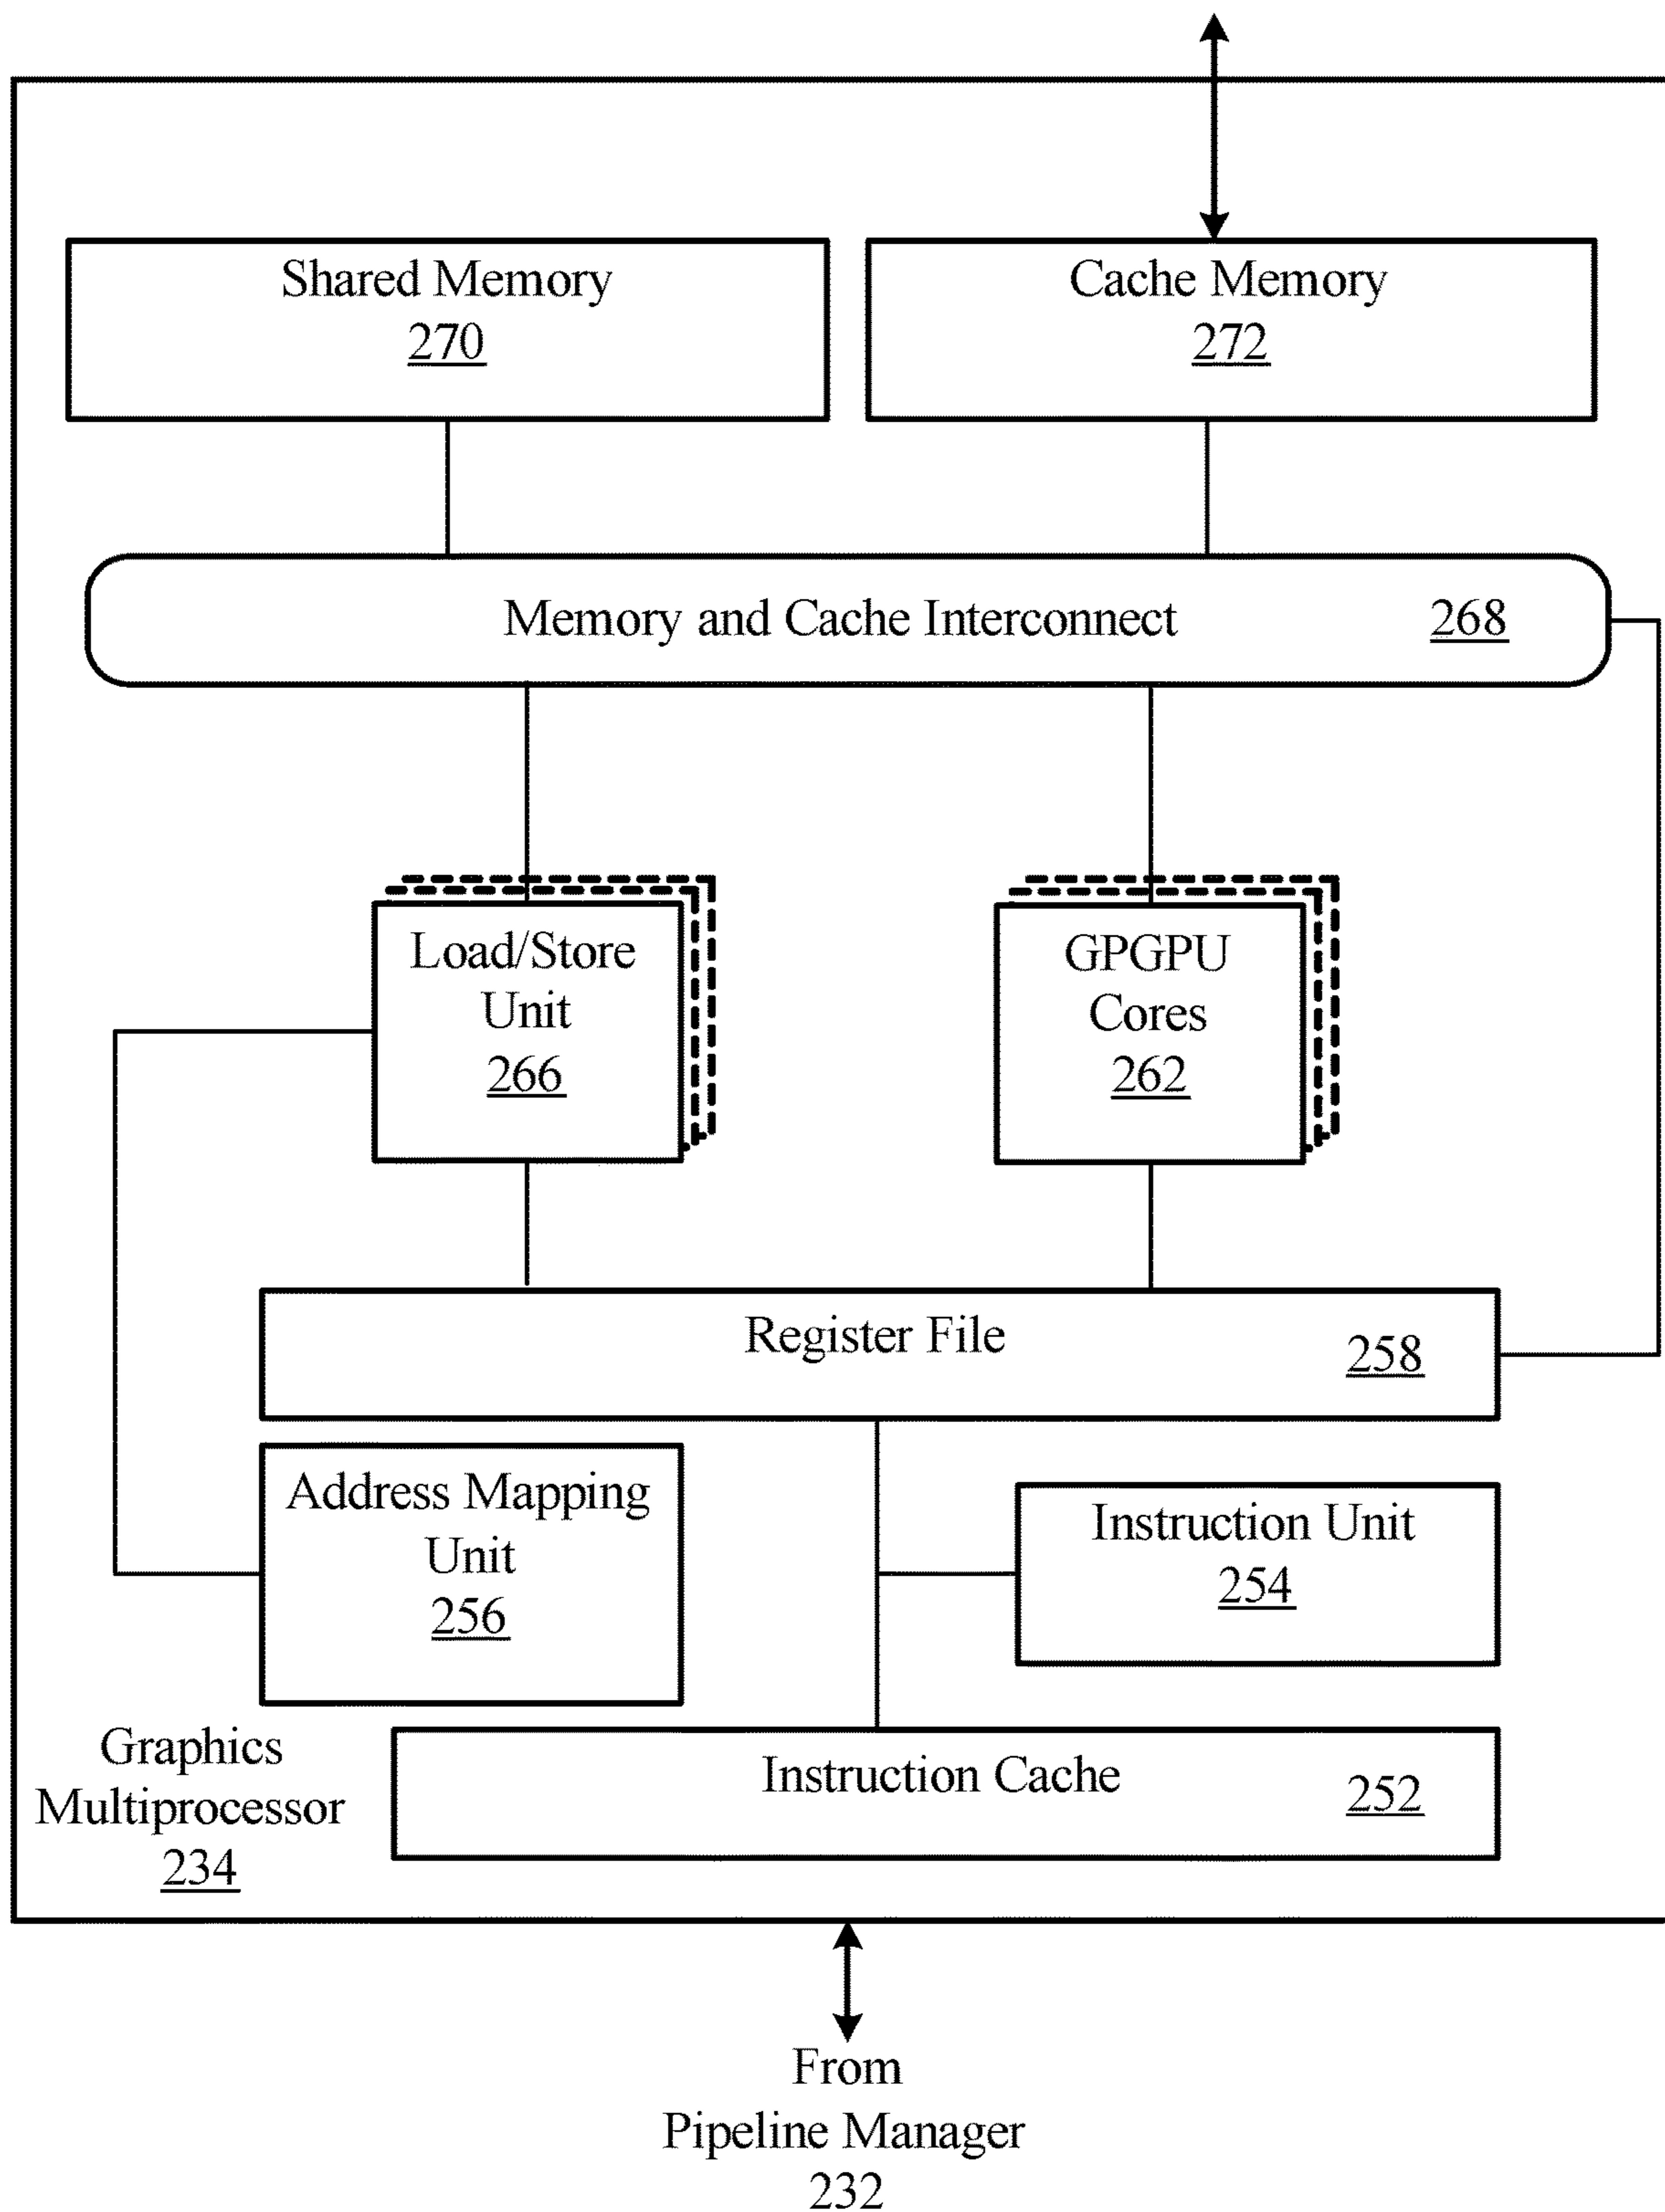 Shared Memory
270
Cache Memory
272
Memory and Cache Interconnect 268
Load/Store
Unit
266
GPGPU
Cores
262
Register File 258
Address Mapping
Unit
256
Instruction Unit
254
Graphics
Multiprocessor
234
Instruction Cache 252
From
Pipeline Manager
232